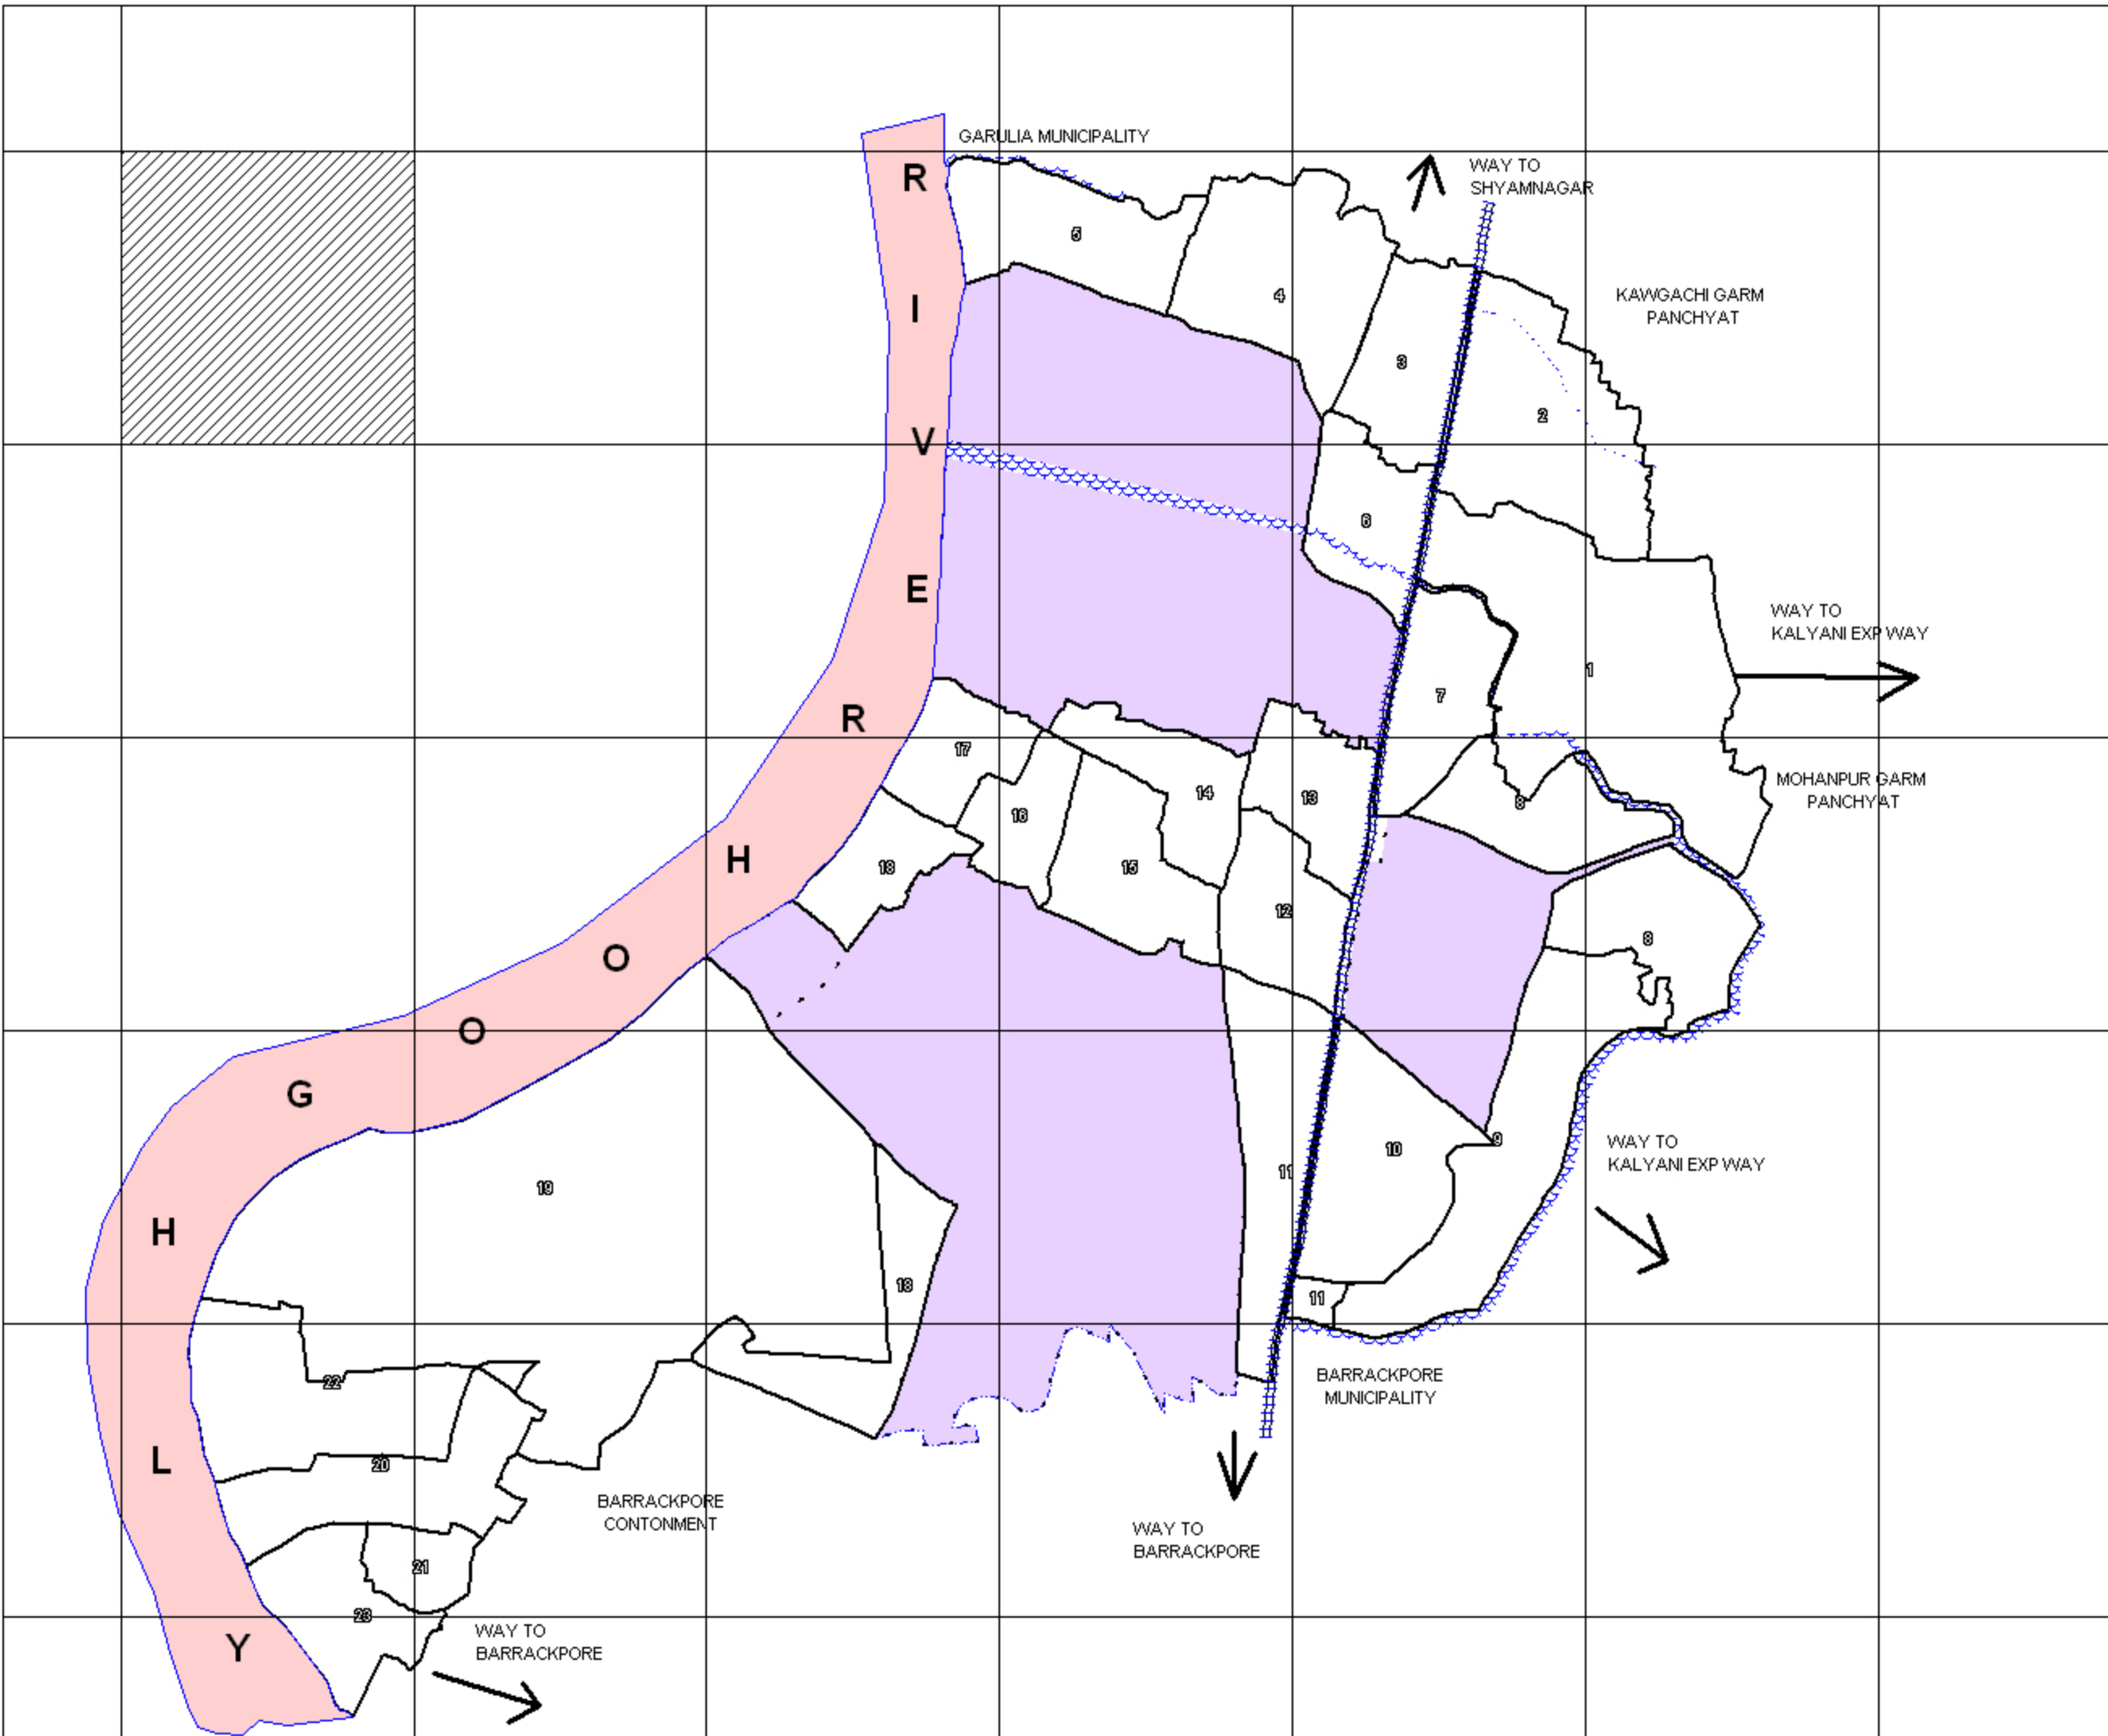 GARULIA MUNICIPALITY
WAY TO
SHYAMNAGAR
R
5
4
KAWGACHI GARM
PANCHYAT
I
3
2
V
6
E
WAY TO
KALYANI EXP WAY
1
7
R
17
14
13
8
MOHANPUR GARM
PANCHYAT
16
H
18
15
12
8
O
O
G
WAY TO
KALYANI EXP WAY
9
10
11
19
H
18
11
22
BARRACKPORE
MUNICIPALITY
L
20
BARRACKPORE
CONTONMENT
WAY TO
BARRACKPORE
21
23
Y
WAY TO
BARRACKPORE